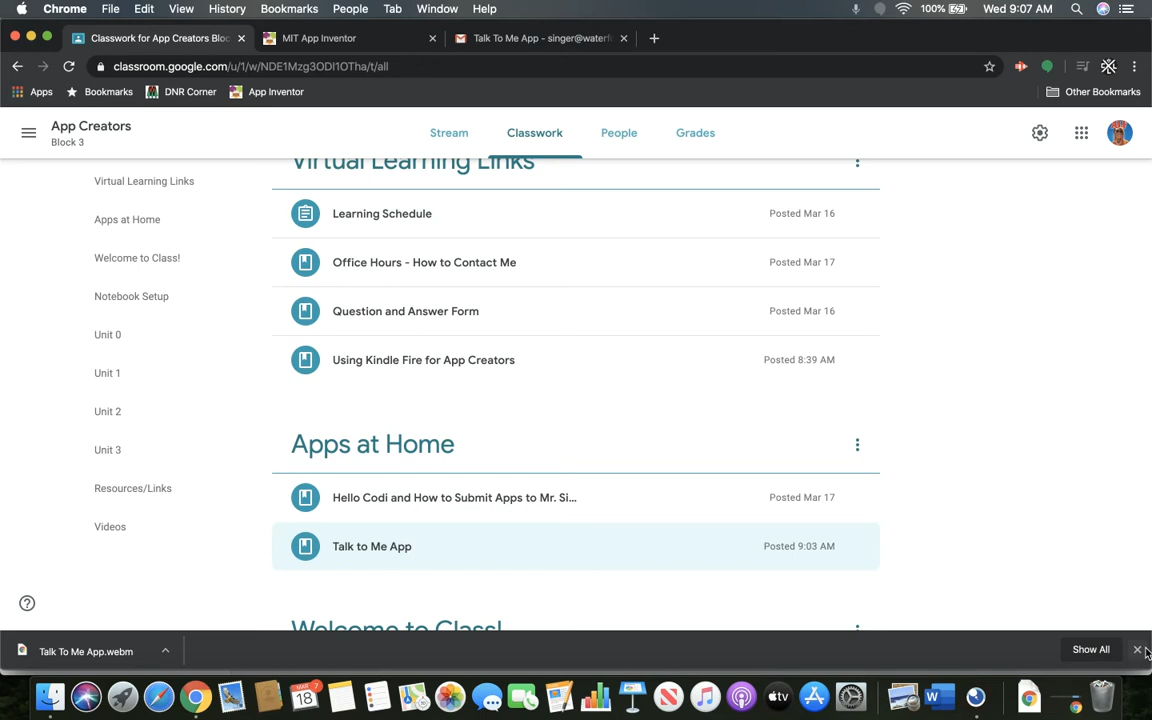 Chrome File Edit View History Bookmarks People Tab Window Help 100% Wed 9:07 AM
Classwork for App Creators Bloc MIT App Inventor Talk To Me App - singer@waterf
classroom.google.com/u/1/w/NDE1Mzg3ODI1OTha/t/all
Apps Bookmarks DNR Corner App Inventor Other Bookmarks
App Creators
Block 3
Stream Classwork People Grades
Virtual Learning Links
Apps at Home
Welcome to Class!
Notebook Setup
Unit 0
Unit 1
Unit 2
Unit 3
Resources/Links
Videos
Virtual Learning Links
Learning Schedule Posted Mar 16
Office Hours - How to Contact Me Posted Mar 17
Question and Answer Form Posted Mar 16
Using Kindle Fire for App Creators Posted 8:39 AM
Apps at Home
Hello Codi and How to Submit Apps to Mr. Si... Posted Mar 17
Talk to Me App Posted 9:03 AM
Welcome to Class!
Talk To Me App.webm Show All
MAR 18 7
tv
W